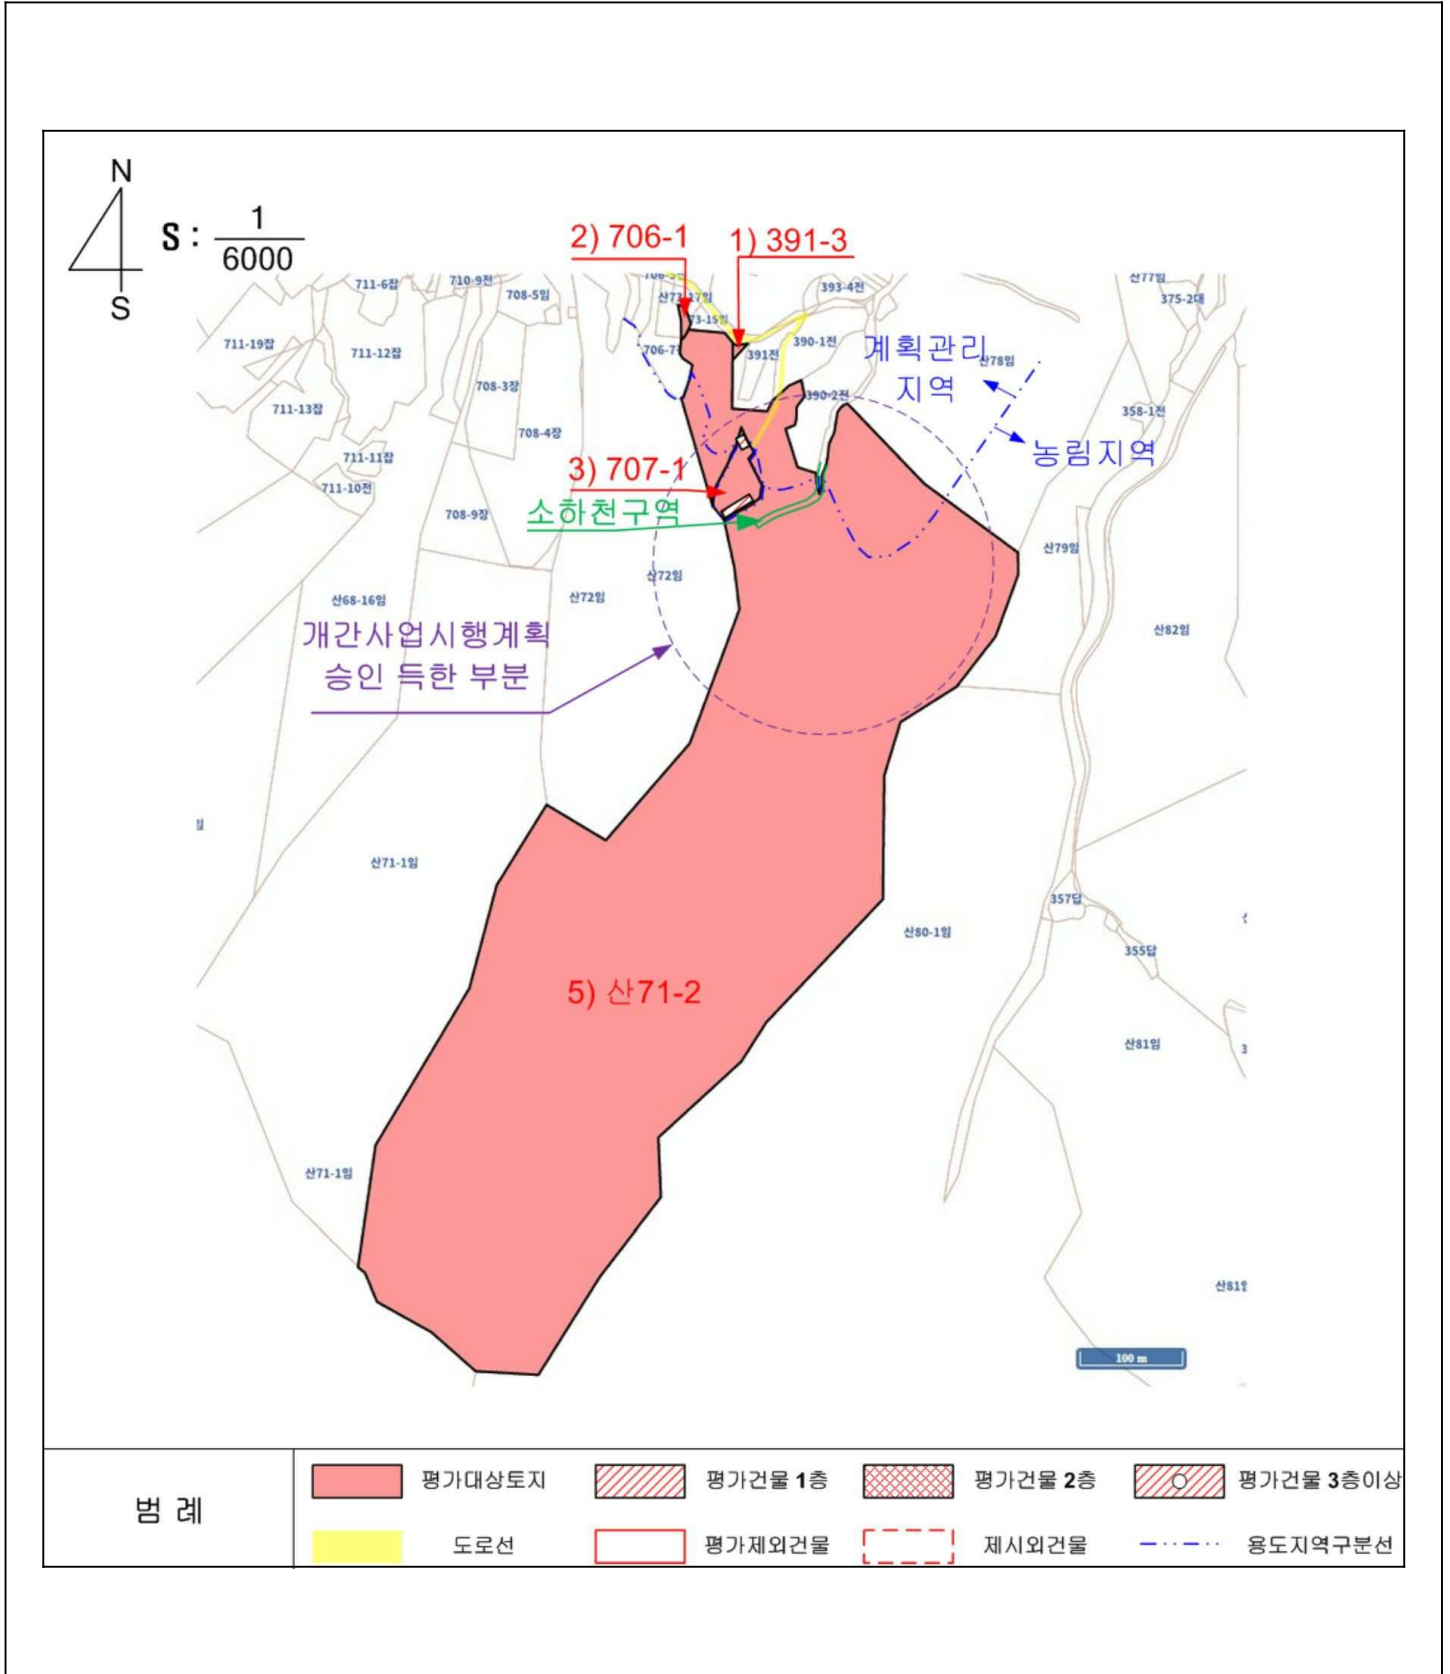 N
S : 1
6000
S
2) 706-1
1) 391-3
711-6잡
710-9전
708-5임
393-4전
산77임
375-2대
711-19잡
711-12잡
706-7
391전
390-1전
계획관리
지역
산78임
708-3장
390-2전
711-13잡
358-1전
708-4장
711-11잡
농림지역
3) 707-1
711-10전
소하천구역
708-9장
산79임
산72임
산72임
산68-16임
산82임
개간사업시행계획
승인 득한 부분
산71-1임
357답
산80-1임
355답
5) 산71-2
산81임
산71-1임
산81임
100 m
범 례
평가대상토지
평가건물 1층
평가건물 2층
평가건물 3층이상
도로선
평가제외건물
제시외건물
용도지역구분선